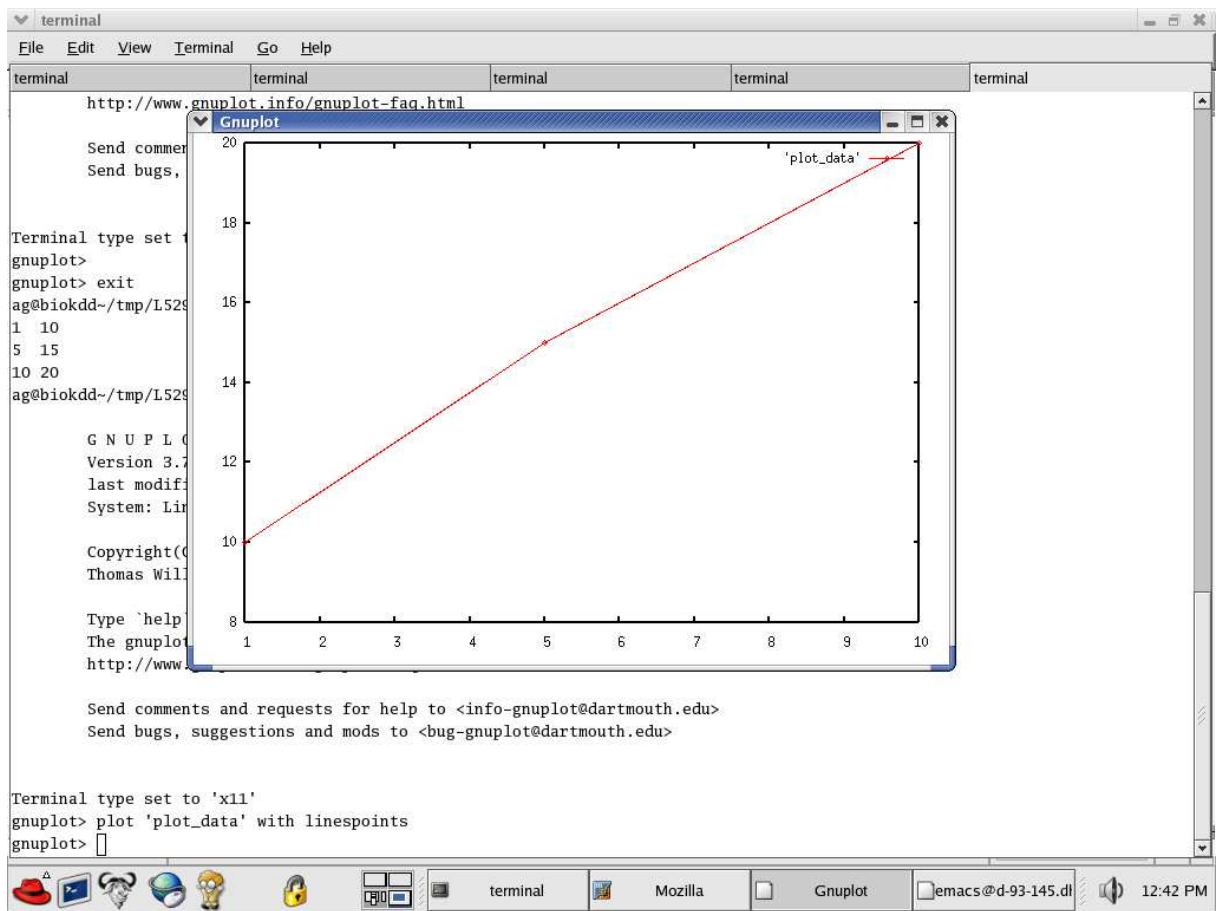 terminal
File Edit View Terminal Go Help
terminal terminal terminal terminal terminal
http://www.gnuplot.info/gnuplot-faq.html
Gnuplot
Send
Send bugs,
Terminal type set
gnuplot>
gnuplot> exit
ag@biokdd~/tmp/L529
1 10
5 15
10 20
ag@biokdd~/tmp/L529
G N U P L
Version 3.7
last
System:
Copyright(
Thomas
Type `help`
The
http://www.
'plot_data'
20
18
16
14
12
10
8
1 2 3 4 5 6 7 8 9 10
Send comments and requests for help to <info-gnuplot@dartmouth.edu>
Send bugs, suggestions and mods to <bug-gnuplot@dartmouth.edu>
Terminal type set to 'x11'
gnuplot> plot 'plot_data' with linespoints
gnuplot>
terminal Mozilla Gnuplot emacs@d-93-145.dh 12:42 PM